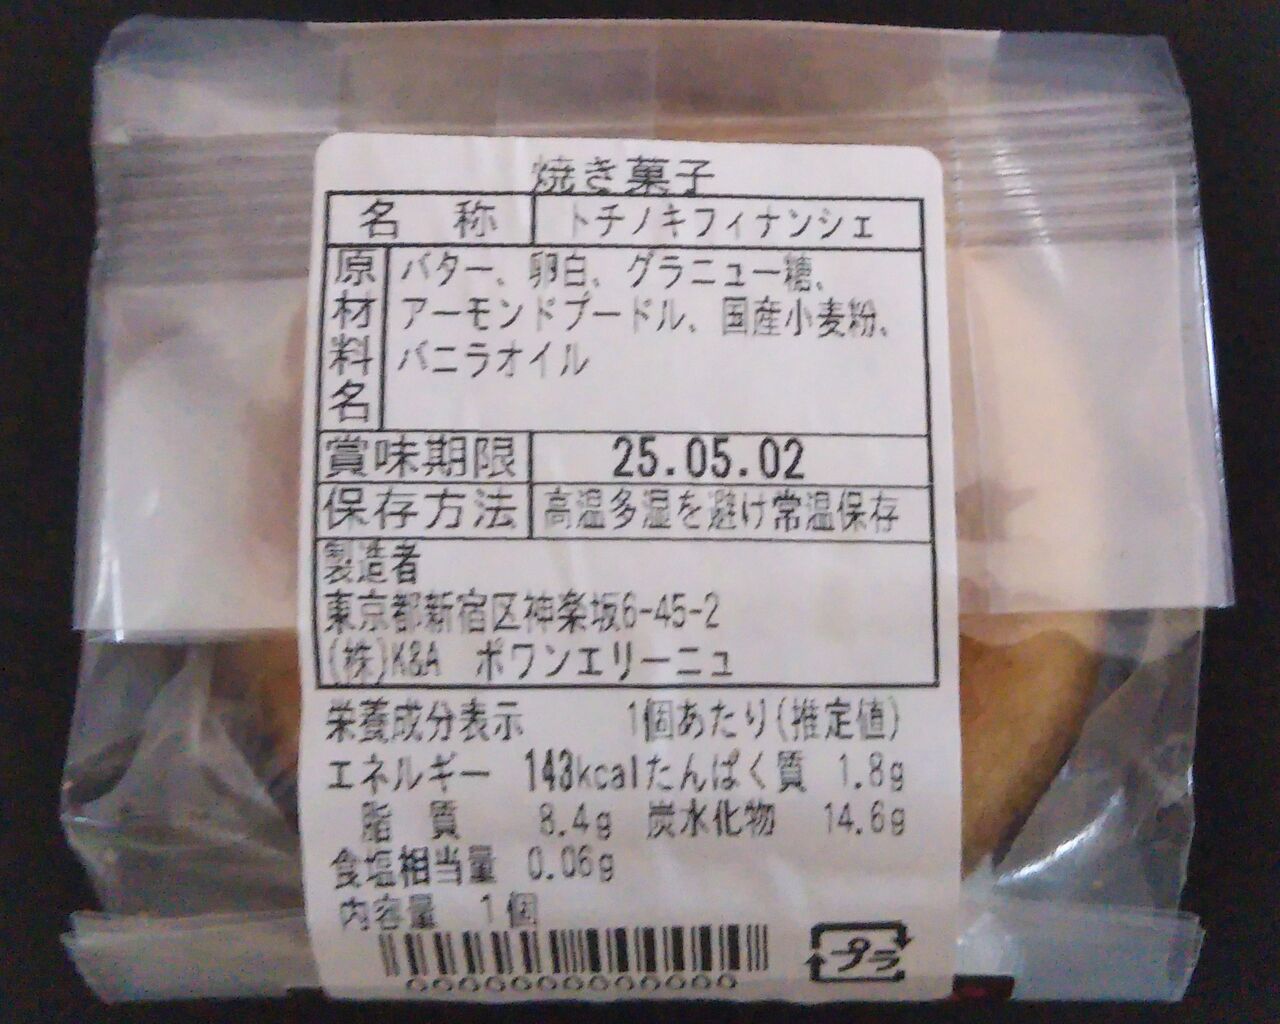 焼き菓子
名 称 トチノキフィナンシェ
原材料名 バター、卵白、グラニュー糖、
アーモンドプードル、国産小麦粉、
バニラオイル
賞味期限 25.05.02
保存方法 高温多湿を避け常温保存
製造者
東京都新宿区神楽坂6-45-2
(株)K&A ポワンエリーニュ
栄養成分表示 1個あたり(推定値)
エネルギー 143kcal たんぱく質 1.8g
脂 質 8.4g 炭水化物 14.6g
食塩相当量 0.06g
内容量 1個
プラ
0000000000000